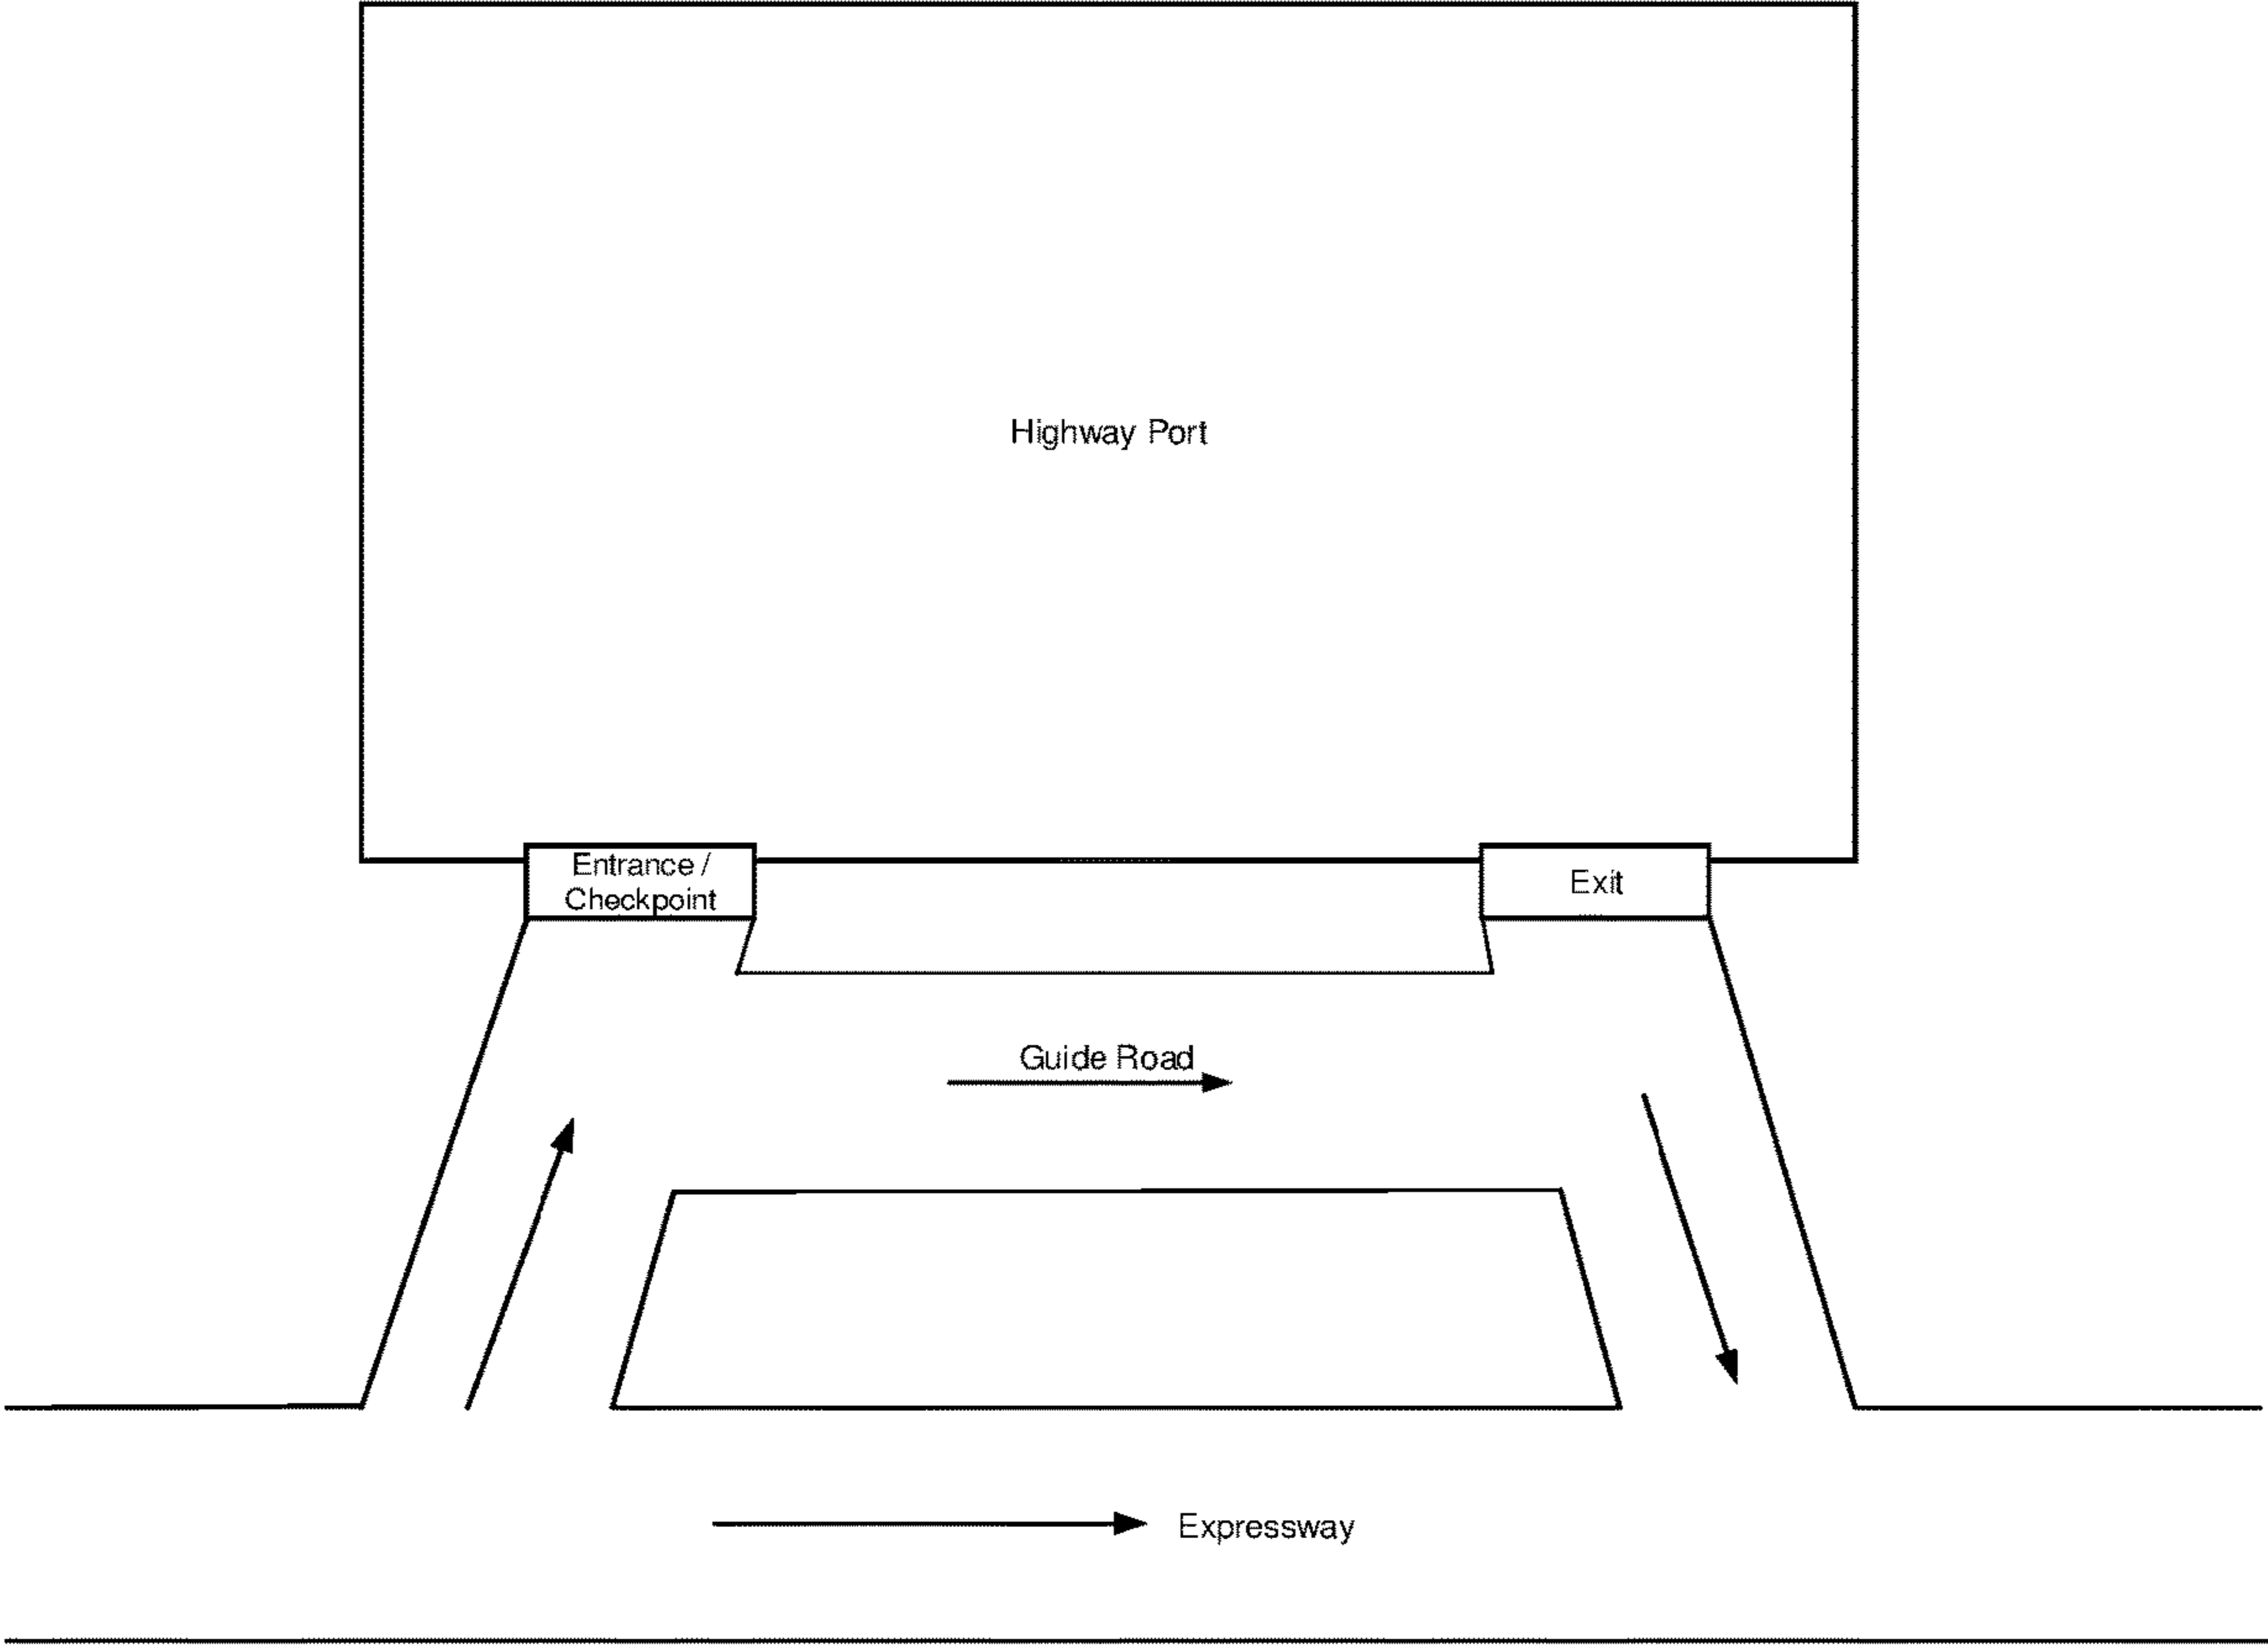 Highway Port
Entrance /
Checkpoint
Exit
Guide Road
Expressway